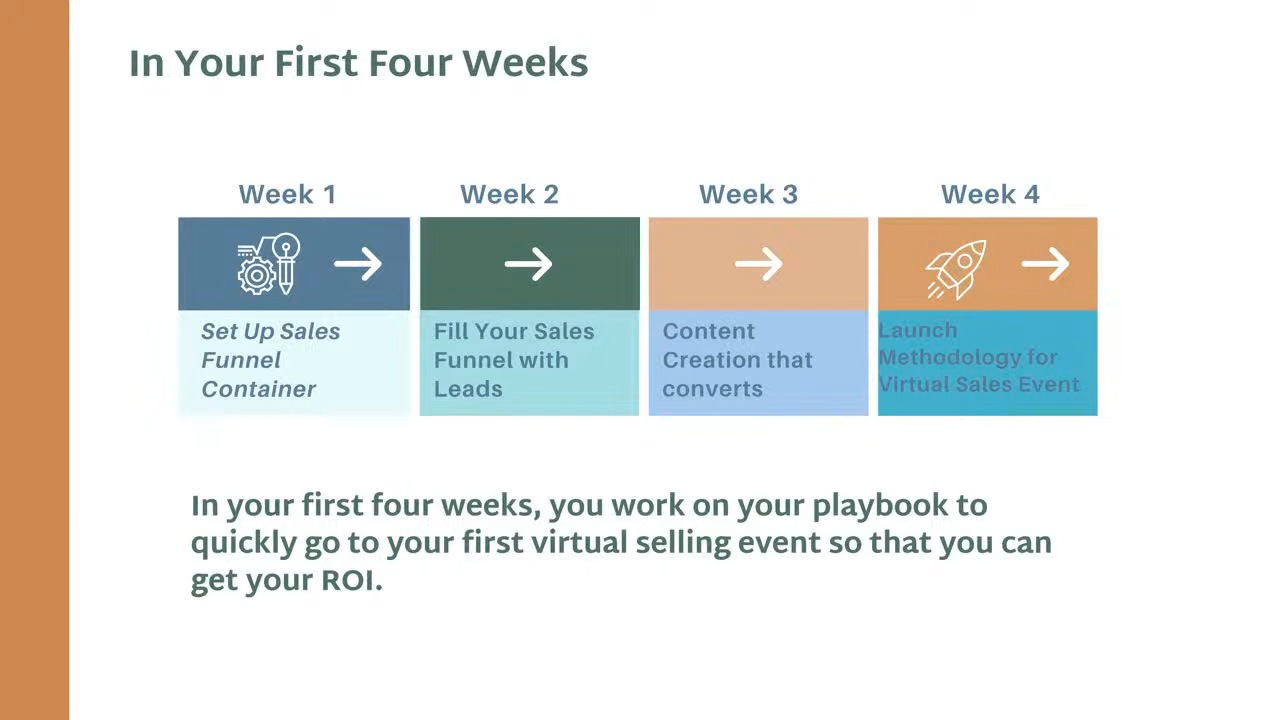 In Your First Four Weeks
Week 1
Week 2
Week 3
Week 4
Set Up Sales
Funnel
Container
Fill Your Sales
Funnel with
Leads
Content
Creation that
converts
Launch
Methodology for
Virtual Sales Event
In your first four weeks, you work on your playbook to
quickly go to your first virtual selling event so that you can
get your ROI.